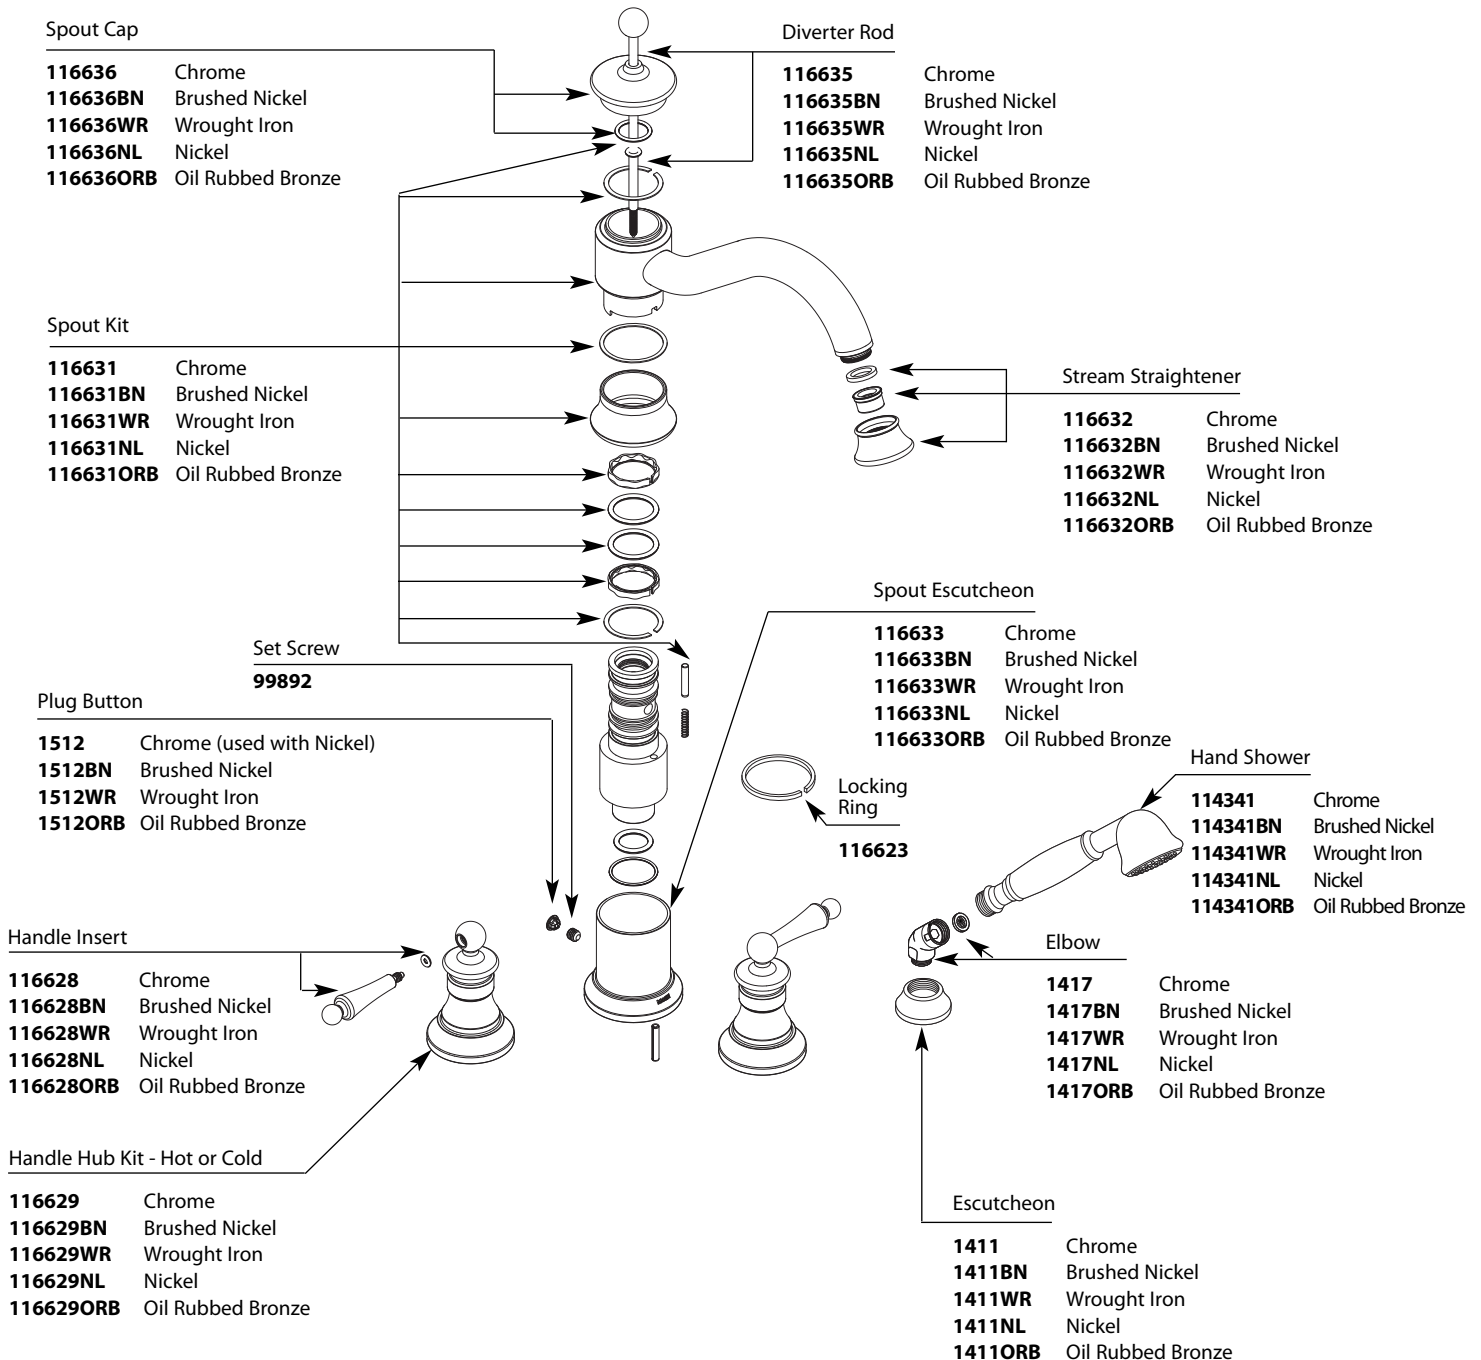 Spout Cap
116636 Chrome
116636BN Brushed Nickel
116636WR Wrought Iron
116636NL Nickel
116636ORB Oil Rubbed Bronze
Diverter Rod
116635 Chrome
116635BN Brushed Nickel
116635WR Wrought Iron
116635NL Nickel
116635ORB Oil Rubbed Bronze
Spout Kit
116631 Chrome
116631BN Brushed Nickel
116631WR Wrought Iron
116631NL Nickel
116631ORB Oil Rubbed Bronze
Stream Straightener
116632 Chrome
116632BN Brushed Nickel
116632WR Wrought Iron
116632NL Nickel
116632ORB Oil Rubbed Bronze
Spout Escutcheon
116633 Chrome
116633BN Brushed Nickel
116633WR Wrought Iron
116633NL Nickel
116633ORB Oil Rubbed Bronze
Set Screw
99892
Plug Button
1512 Chrome (used with Nickel)
1512BN Brushed Nickel
1512WR Wrought Iron
1512ORB Oil Rubbed Bronze
Locking
Ring
116623
Hand Shower
114341 Chrome
114341BN Brushed Nickel
114341WR Wrought Iron
114341NL Nickel
114341ORB Oil Rubbed Bronze
Handle Insert
116628 Chrome
116628BN Brushed Nickel
116628WR Wrought Iron
116628NL Nickel
116628ORB Oil Rubbed Bronze
Elbow
1417 Chrome
1417BN Brushed Nickel
1417WR Wrought Iron
1417NL Nickel
1417ORB Oil Rubbed Bronze
Handle Hub Kit - Hot or Cold
116629 Chrome
116629BN Brushed Nickel
116629WR Wrought Iron
116629NL Nickel
116629ORB Oil Rubbed Bronze
Escutcheon
1411 Chrome
1411BN Brushed Nickel
1411WR Wrought Iron
1411NL Nickel
1411ORB Oil Rubbed Bronze